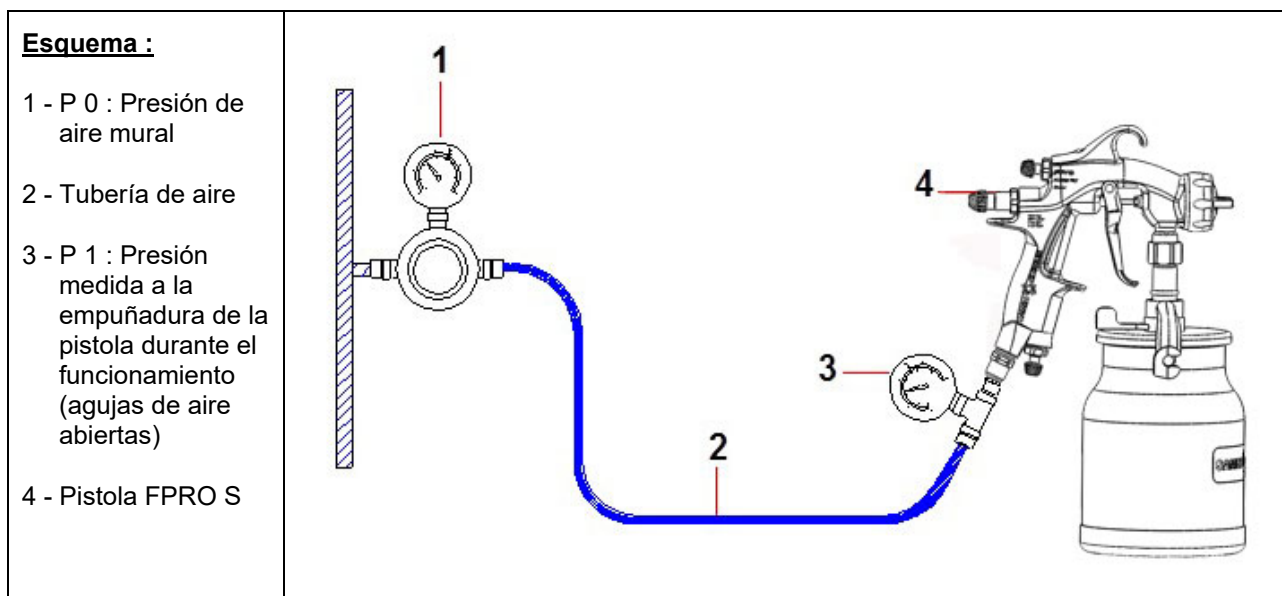 Esquema :
1 - P 0 : Presión de
aire mural
2 - Tubería de aire
3 - P 1 : Presión
medida a la
empuñadura de la
pistola durante el
funcionamiento
(agujas de aire
abiertas)
4 - Pistola FPRO S
1
4
3
2